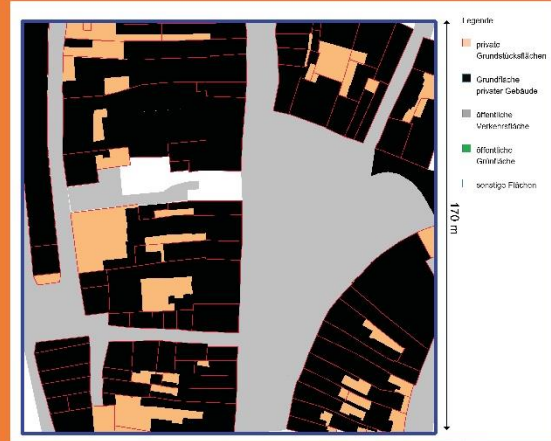 Legende
private
Grundstücksflächen
Grundfläche
privater Gebäude
öffentliche
Verkehrsfläche
öffentliche
Grünfläche
sonstige Flächen
170 m